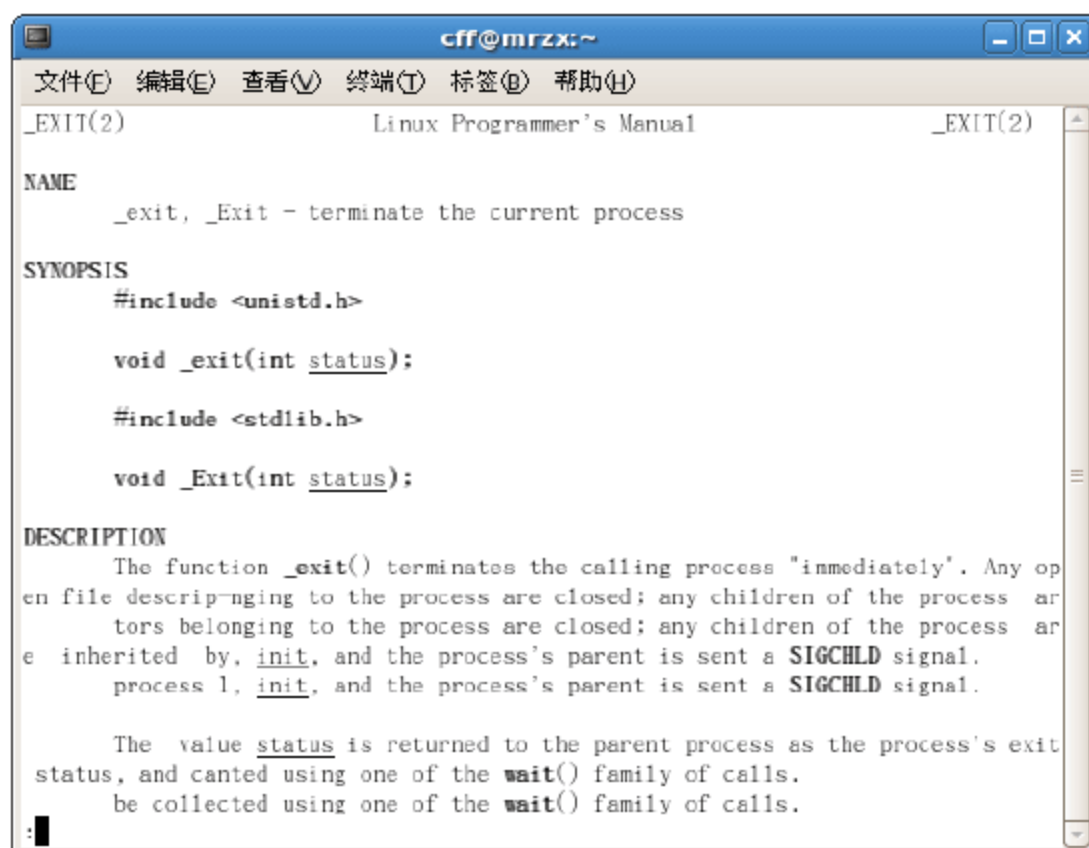 cff@mrzx:~
文件(F) 编辑(E) 查看(V) 终端(T) 标签(B) 帮助(H)
_EXIT(2) Linux Programmer's Manual _EXIT(2)
NAME
_exit, _Exit - terminate the current process
SYNOPSIS
#include <unistd.h>
void _exit(int status);
#include <stdlib.h>
void _Exit(int status);
DESCRIPTION
The function _exit() terminates the calling process "immediately". Any op
en file descrip-nging to the process are closed; any children of the process ar
tors belonging to the process are closed; any children of the process ar
e inherited by, init, and the process's parent is sent a SIGCHLD signal.
process 1, init, and the process's parent is sent a SIGCHLD signal.
The value status is returned to the parent process as the process's exit
status, and canted using one of the wait() family of calls.
be collected using one of the wait() family of calls.
: